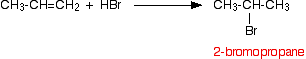 CH₃-CH=CH₂ + HBr CH₃-CH-CH₃
Br
2-bromopropane